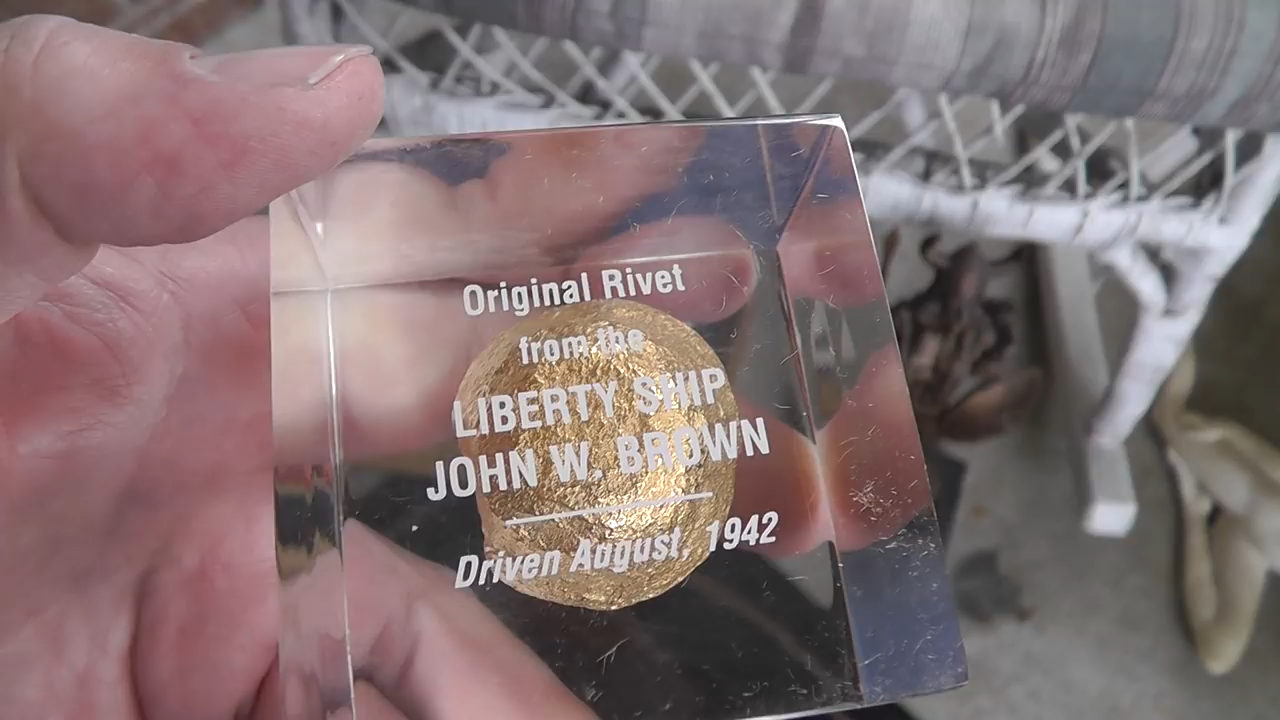 Original Rivet
from the
LIBERTY SHIP
JOHN W. BROWN
Driven August, 1942